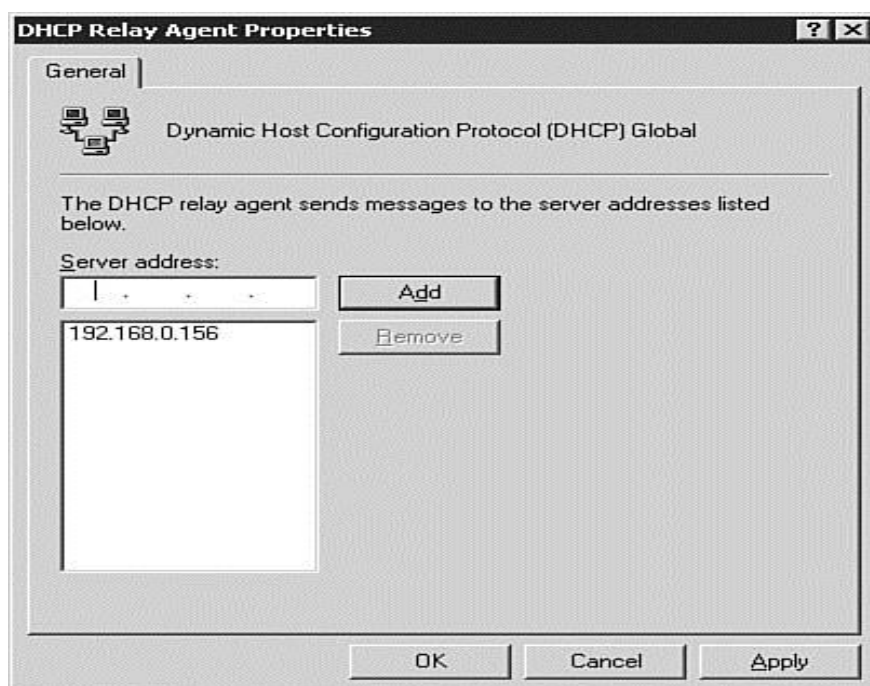 DHCP Relay Agent Properties
General
Dynamic Host Configuration Protocol (DHCP) Global
The DHCP relay agent sends messages to the server addresses listed
below.
Server address:
Add
192.168.0.156
Remove
OK Cancel Apply